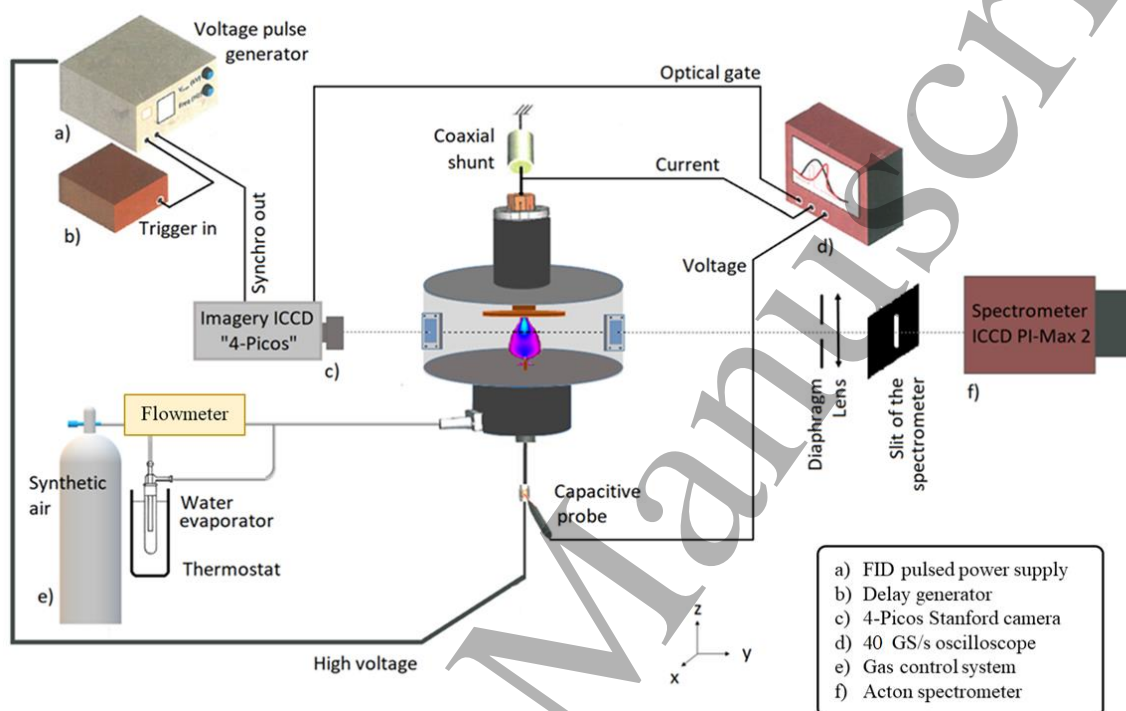 Voltage pulse
generator
a)
b)
Trigger in
Synchro out
Optical gate
Coaxial
shunt
Current
Voltage
d)
Imagery ICCD
"4-Picos"
c)
Spectrometer
ICCD PI-Max 2
f)
Diaphragm
Lens
Slit of the
spectrometer
Flowmeter
Synthetic
air
Water
evaporator
Thermostat
e)
Capacitive
probe
High voltage
z
y
x
a) FID pulsed power supply
b) Delay generator
c) 4-Picos Stanford camera
d) 40 GS/s oscilloscope
e) Gas control system
f) Acton spectrometer
Manuscri